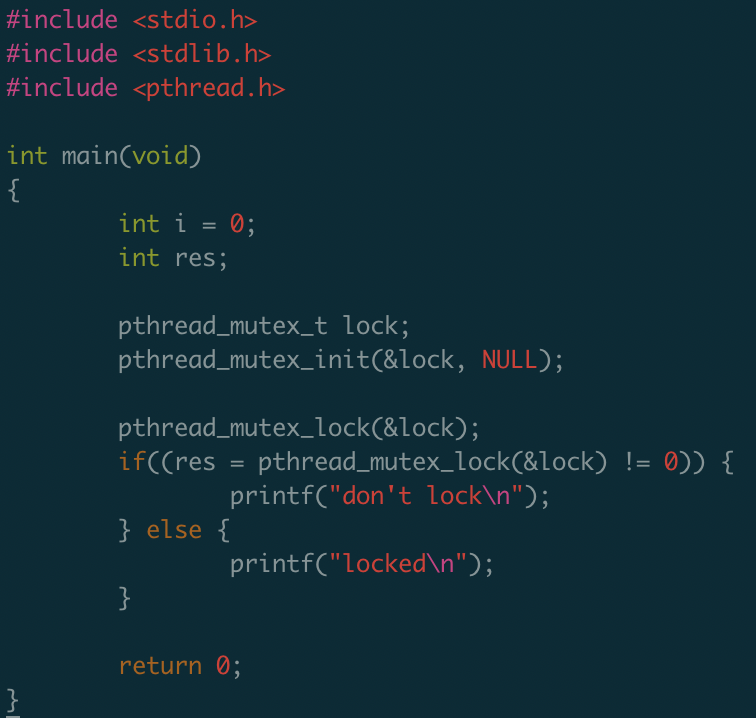 #include <stdio.h>
#include <stdlib.h>
#include <pthread.h>
int main(void)
{
        int i = 0;
        int res;
        pthread_mutex_t lock;
        pthread_mutex_init(&lock, NULL);
        pthread_mutex_lock(&lock);
        if((res = pthread_mutex_lock(&lock) != 0)) {
                printf("don't lock\n");
        } else {
                printf("locked\n");
        }
        return 0;
}